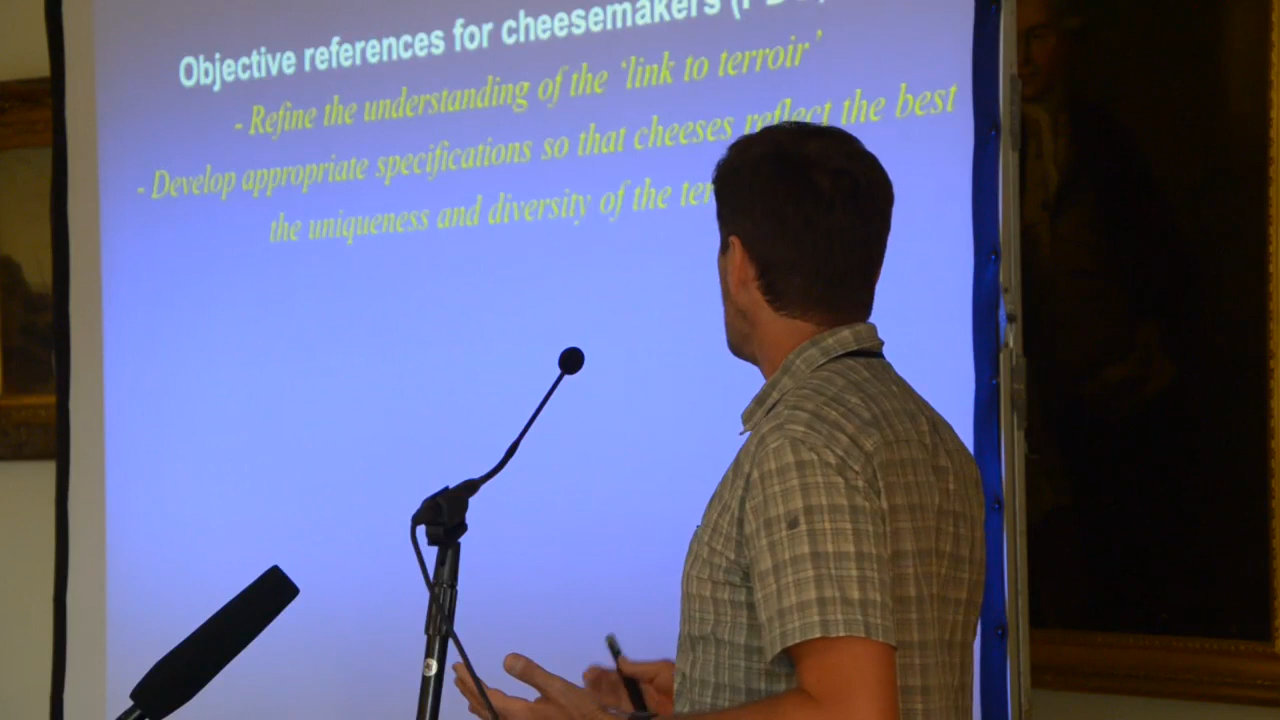 Objective references for cheesemakers
- Refine the understanding of the ‘link to terroir’
- Develop appropriate specifications so that cheeses reflect the best
the uniqueness and diversity of the